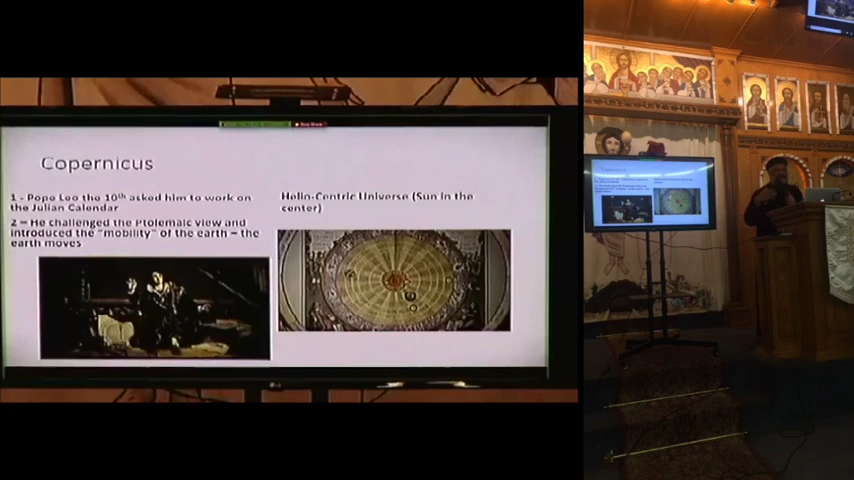 Copernicus
1 - Pope Leo the 10th asked him to work on
the Julian Calendar
2 – He challenged the Ptolemaic view and
introduced the "mobility" of the earth – the
earth moves
Helio-Centric Universe (Sun in the
center)